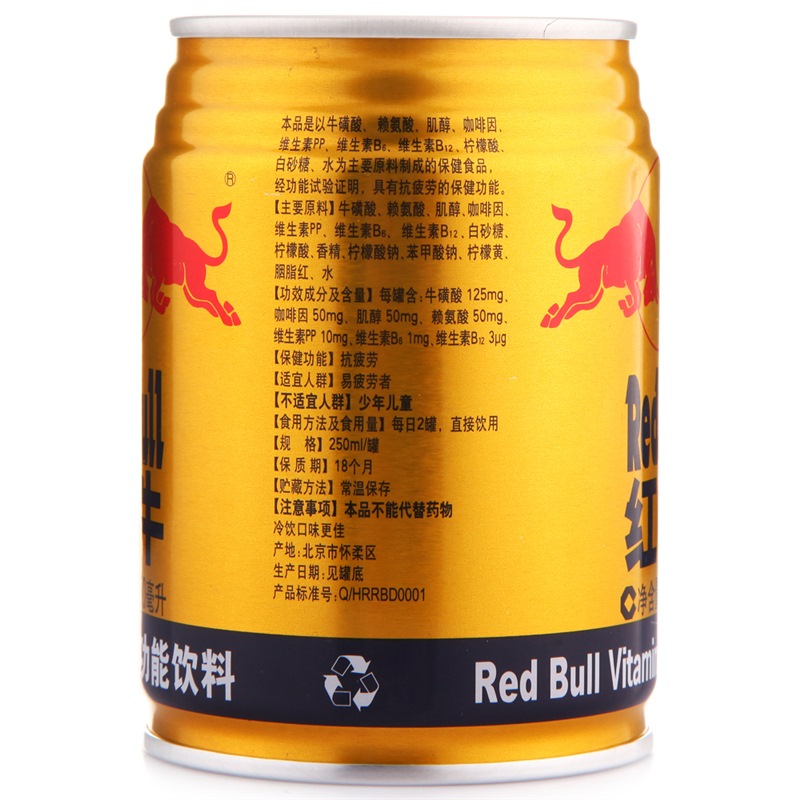 本品是以牛磺酸、赖氨酸、肌醇、咖啡因、
维生素PP、维生素B₆、维生素B₁₂、柠檬酸、
白砂糖、水为主要原料制成的保健食品,
经功能试验证明,具有抗疲劳的保健功能。
【主要原料】牛磺酸、赖氨酸、肌醇、咖啡因、
维生素PP、维生素B₆、维生素B₁₂、白砂糖、
柠檬酸、香精、柠檬酸钠、苯甲酸钠、柠檬黄、
胭脂红、水
【功效成分及含量】每罐含:牛磺酸 125mg、
咖啡因 50mg、肌醇 50mg、赖氨酸 50mg、
维生素PP 10mg、维生素B₆ 1mg、维生素B₁₂ 3μg
【保健功能】抗疲劳
【适宜人群】易疲劳者
【不适宜人群】少年儿童
【食用方法及食用量】每日2罐,直接饮用
【规 格】250ml/罐
【保 质 期】18个月
【贮藏方法】常温保存
【注意事项】本品不能代替药物
冷饮口味更佳
产地:北京市怀柔区
生产日期:见罐底
产品标准号:Q/HRRBD0001
®
ull
牛
毫升
功能饮料
Red
红
净含
Red Bull Vitamin